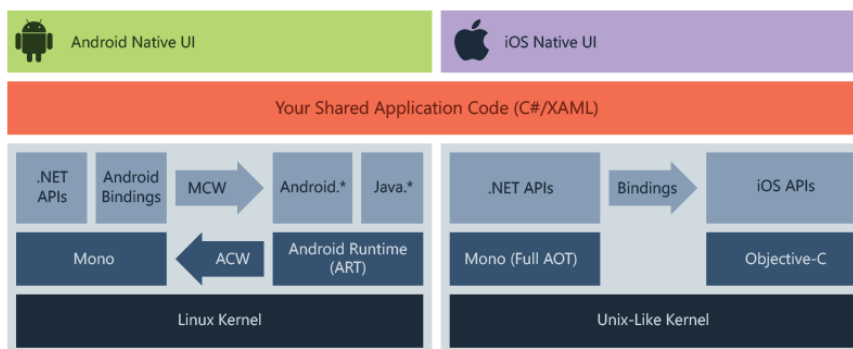 Android Native UI
iOS Native UI
Your Shared Application Code (C#/XAML)
.NET
APIs
Android
Bindings
MCW
Android.*
Java.*
.NET APIs
Bindings
iOS APIs
Mono
ACW
Android Runtime
(ART)
Mono (Full AOT)
Objective-C
Linux Kernel
Unix-Like Kernel